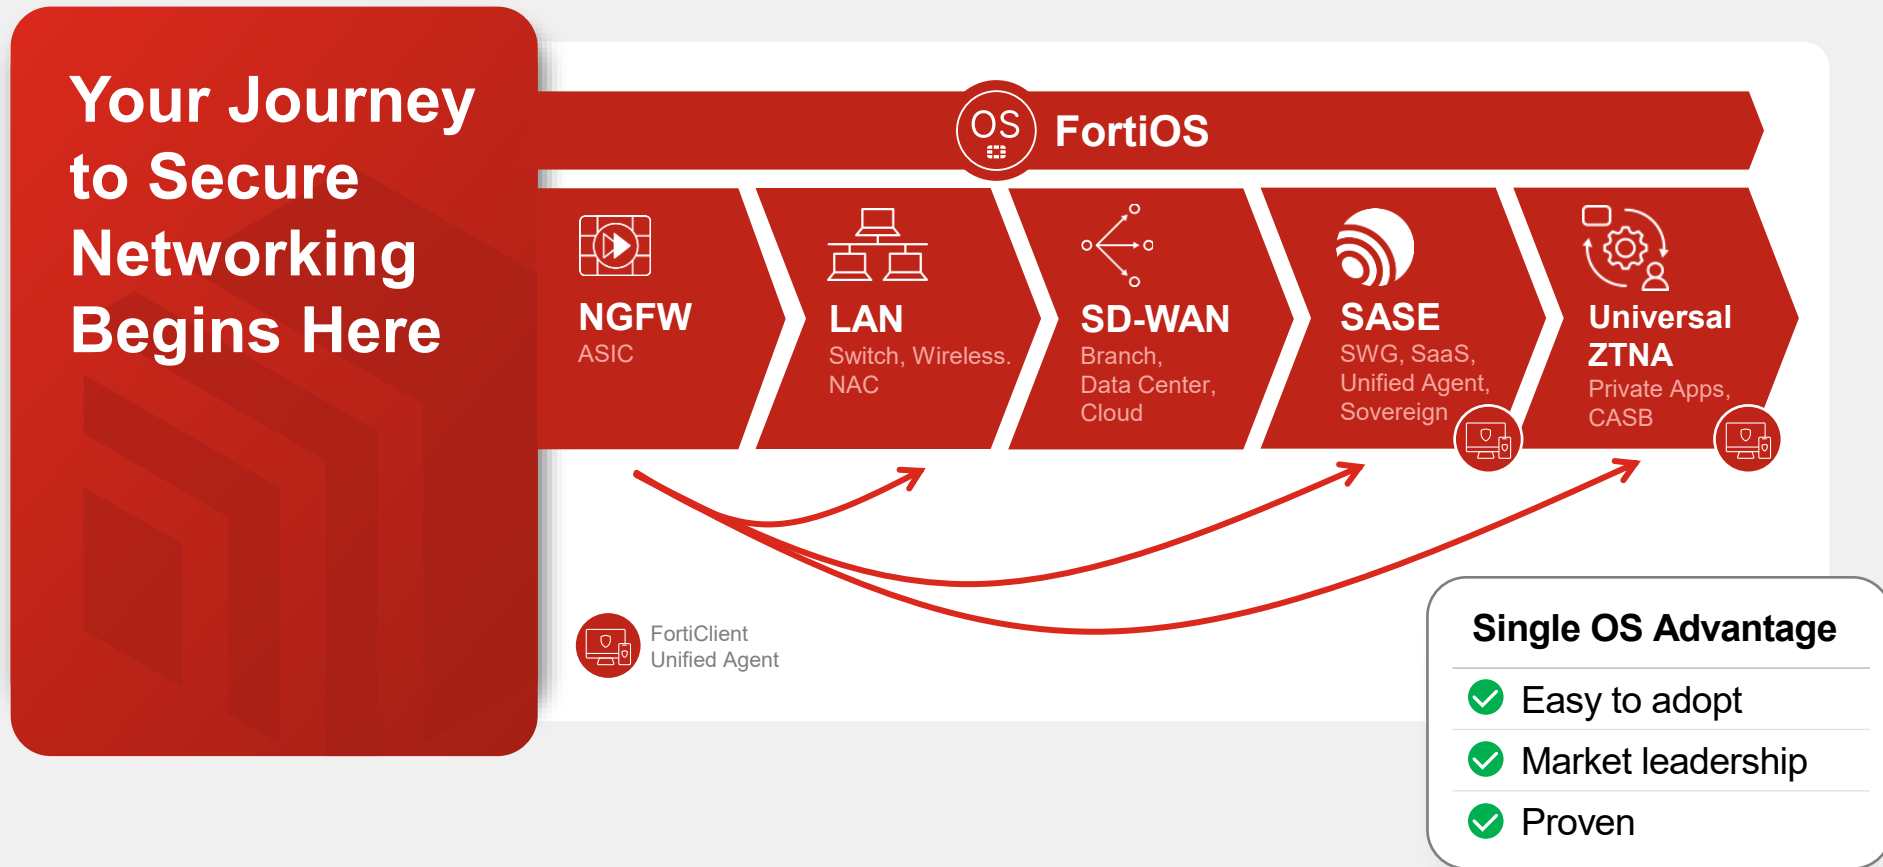 Your Journey
to Secure
Networking
Begins Here
OS
FortiOS
NGFW
ASIC
LAN
Switch, Wireless.
NAC
SD-WAN
Branch,
Data Center,
Cloud
SASE
SWG, SaaS,
Unified Agent,
Sovereign
Universal
ZTNA
Private Apps,
CASB
FortiClient
Unified Agent
Single OS Advantage
Easy to adopt
Market leadership
Proven